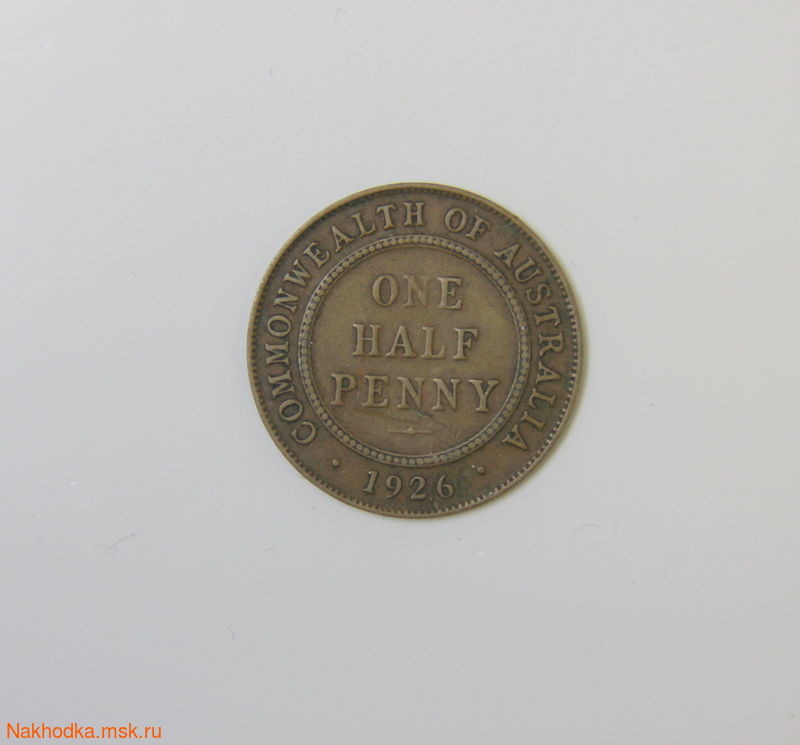 COMMONWEALTH OF AUSTRALIA
ONE
HALF
PENNY
· 1926 ·
Nakhodka.msk.ru